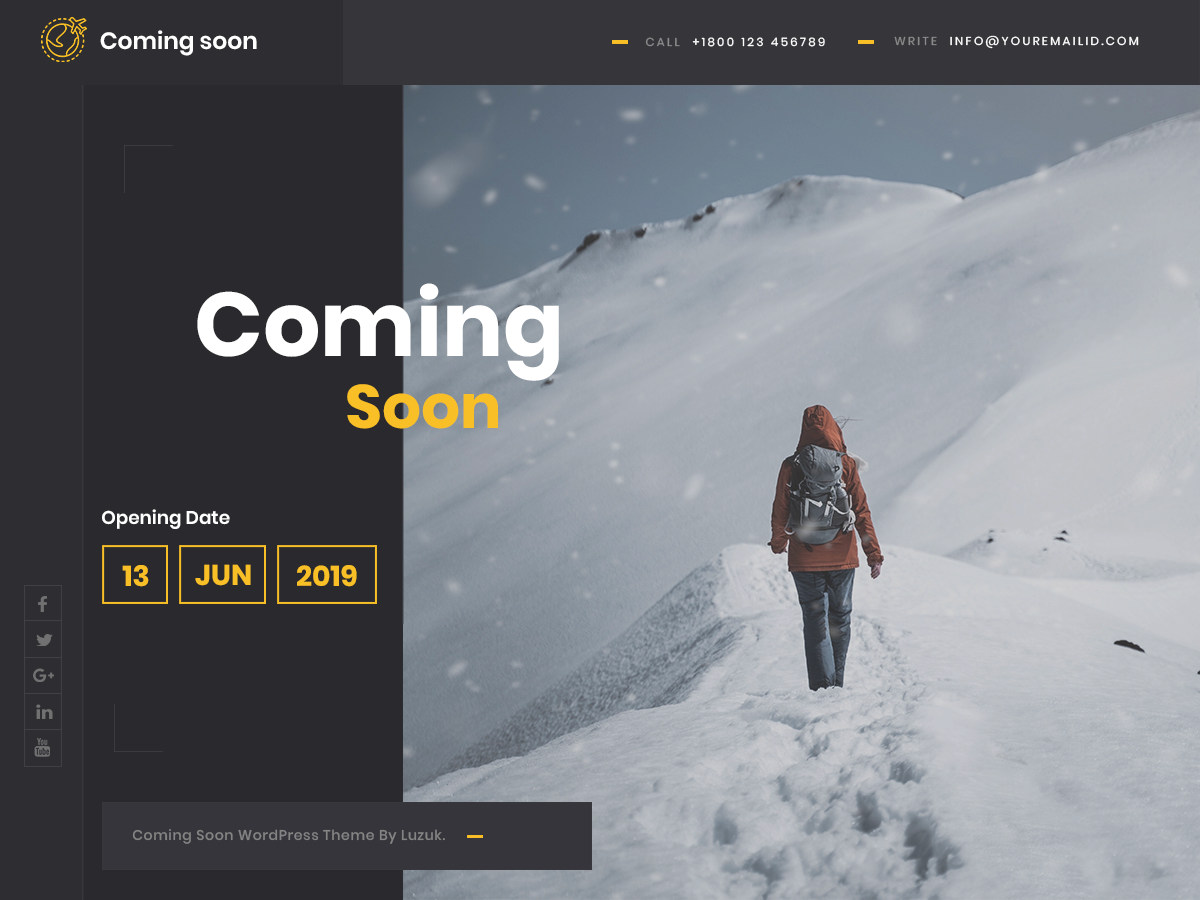 Coming soon
CALL +1800 123 456789
WRITE INFO@YOUREMAILID.COM
Coming
Soon
Opening Date
13 JUN 2019
You
Tube
Coming Soon WordPress Theme By Luzuk.